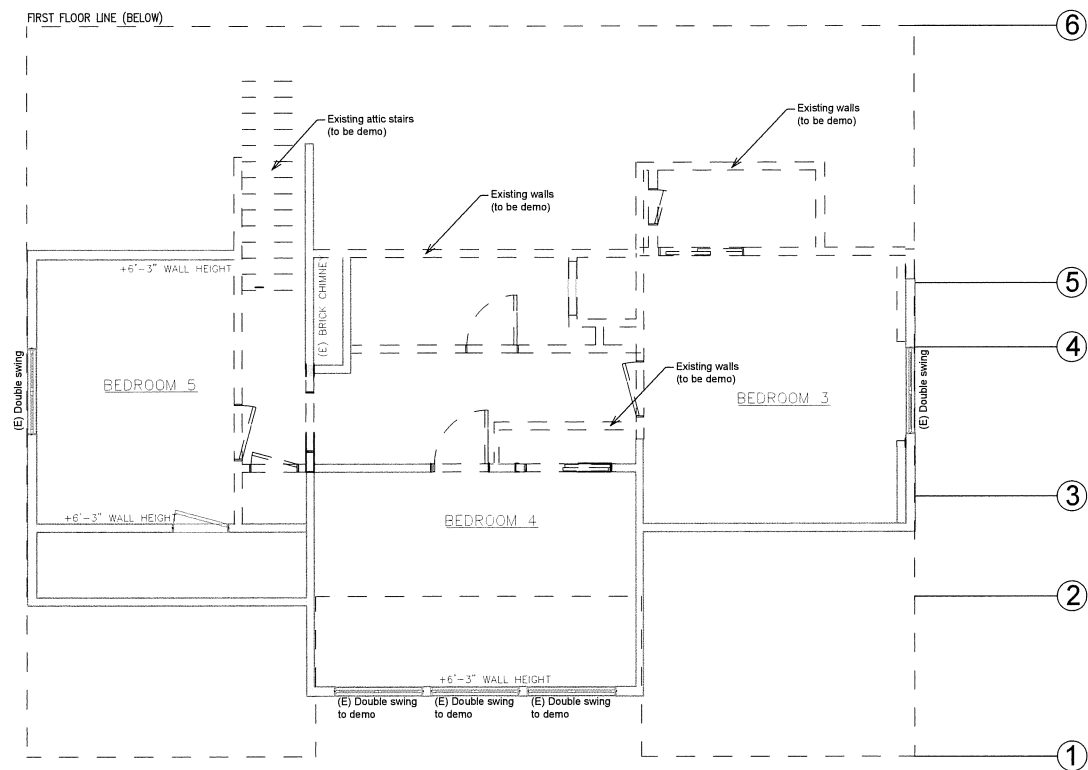 FIRST FLOOR LINE (BELOW)
6
Existing attic stairs
(to be demo)
Existing walls
(to be demo)
Existing walls
(to be demo)
+6'-3" WALL HEIGHT
(E) BRICK CHIMNEY
5
4
(E) Double swing
BEDROOM 5
Existing walls
(to be demo)
BEDROOM 3
(E) Double swing
3
+6'-3" WALL HEIGHT
BEDROOM 4
2
+6'-3" WALL HEIGHT
(E) Double swing
to demo
(E) Double swing
to demo
(E) Double swing
to demo
1